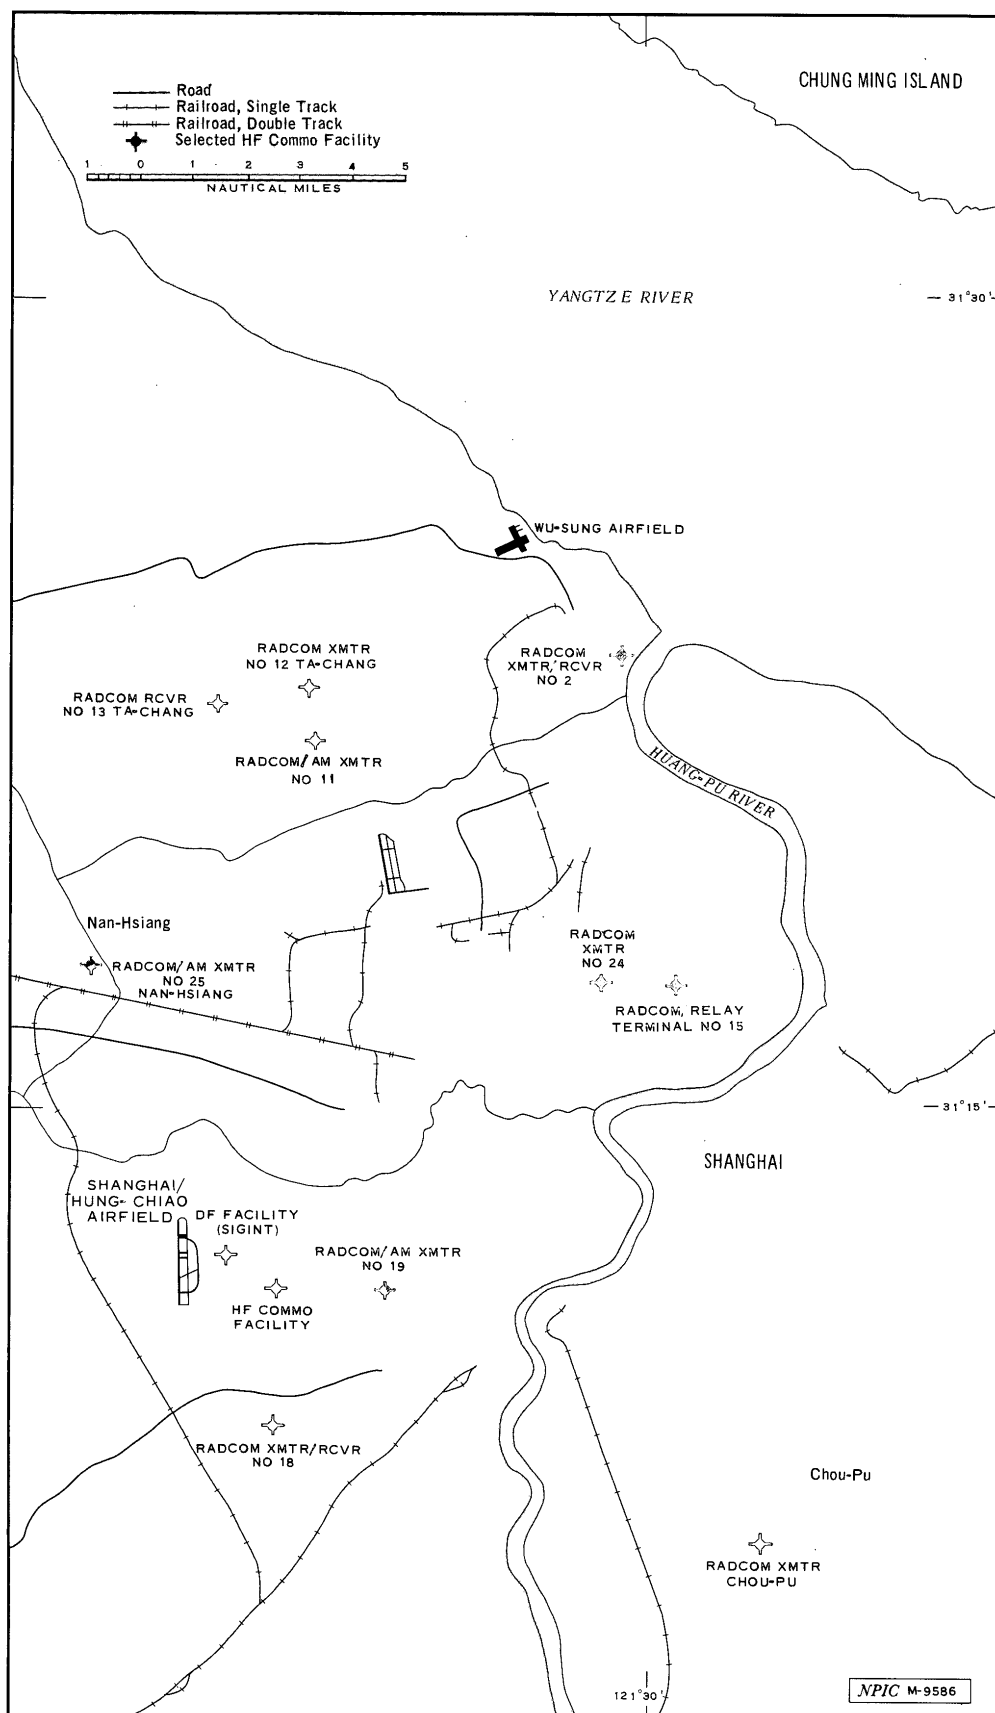 CHUNG MING ISLAND
Road
Railroad, Single Track
Railroad, Double Track
Selected HF Commo Facility
1 0 1 2 3 4 5
NAUTICAL MILES
YANGTZE RIVER
31°30'
WU-SUNG AIRFIELD
RADCOM XMTR
NO 12 TA-CHANG
RADCOM
XMTR/RCVR
NO 2
RADCOM RCVR
NO 13 TA-CHANG
RADCOM/AM XMTR
NO 11
HUANG-PU RIVER
Nan-Hsiang
RADCOM/AM XMTR
NO 25
NAN-HSIANG
RADCOM
XMTR
NO 24
RADCOM, RELAY
TERMINAL NO 15
31°15'
SHANGHAI
SHANGHAI/
HUNG-CHIAO
AIRFIELD
DF FACILITY
(SIGINT)
RADCOM/AM XMTR
NO 19
HF COMMO
FACILITY
RADCOM XMTR/RCVR
NO 18
Chou-Pu
RADCOM XMTR
CHOU-PU
121°30'
NPIC M-9586